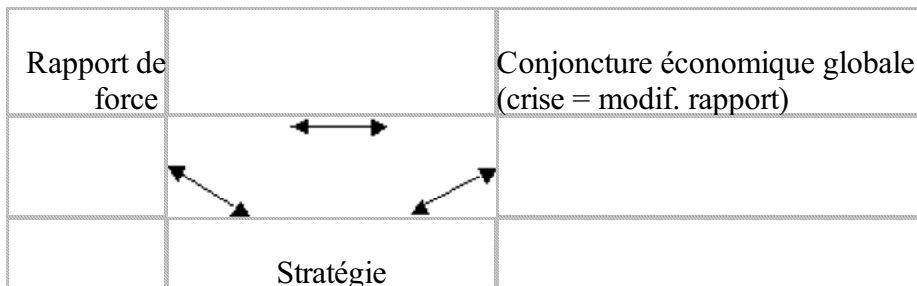 Rapport de
force
Conjoncture économique globale
(crise = modif. rapport)
Stratégie